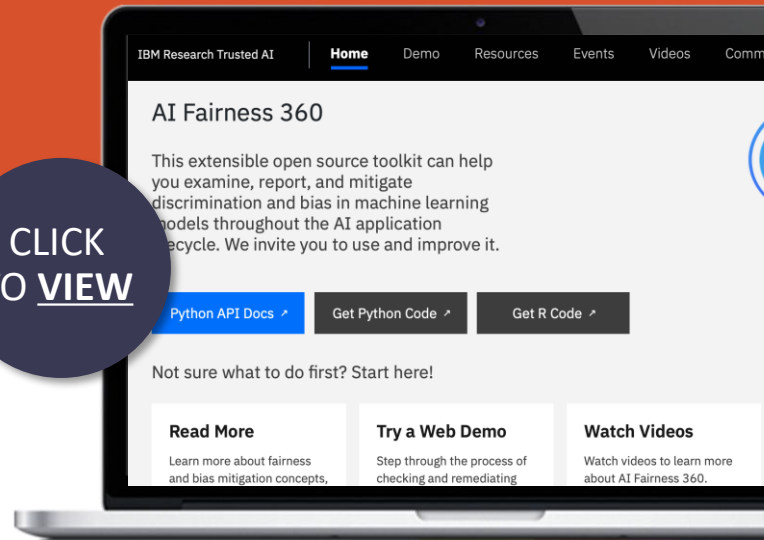 IBM Research Trusted AI Home Demo Resources Events Videos
AI Fairness 360
This extensible open source toolkit can help
you examine, report, and mitigate
discrimination and bias in machine learning
models throughout the AI application
lifecycle. We invite you to use and improve it.
CLICK
TO VIEW
Python API Docs ↗ Get Python Code ↗ Get R Code ↗
Not sure what to do first? Start here!
Read More
Learn more about fairness
and bias mitigation concepts,
Try a Web Demo
Step through the process of
checking and remediating
Watch Videos
Watch videos to learn more
about AI Fairness 360.